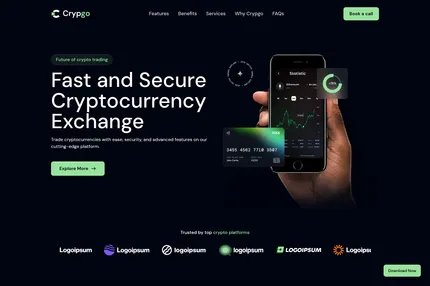 Crypgo
Features
Benefits
Services
Why Crypgo
FAQs
Book a call
Future of crypto trading
Fast and Secure
Cryptocurrency
Exchange
Trade cryptocurrencies with ease, security, and advanced features on our
cutting-edge platform.
Explore More →
Statistic
VISA
3455 4562 7710 3507
Trusted by top crypto platforms
Logoipsum
Logoipsum
logoipsum
logoipsum
LOGOIPSUM
Logoipsum
Download Now